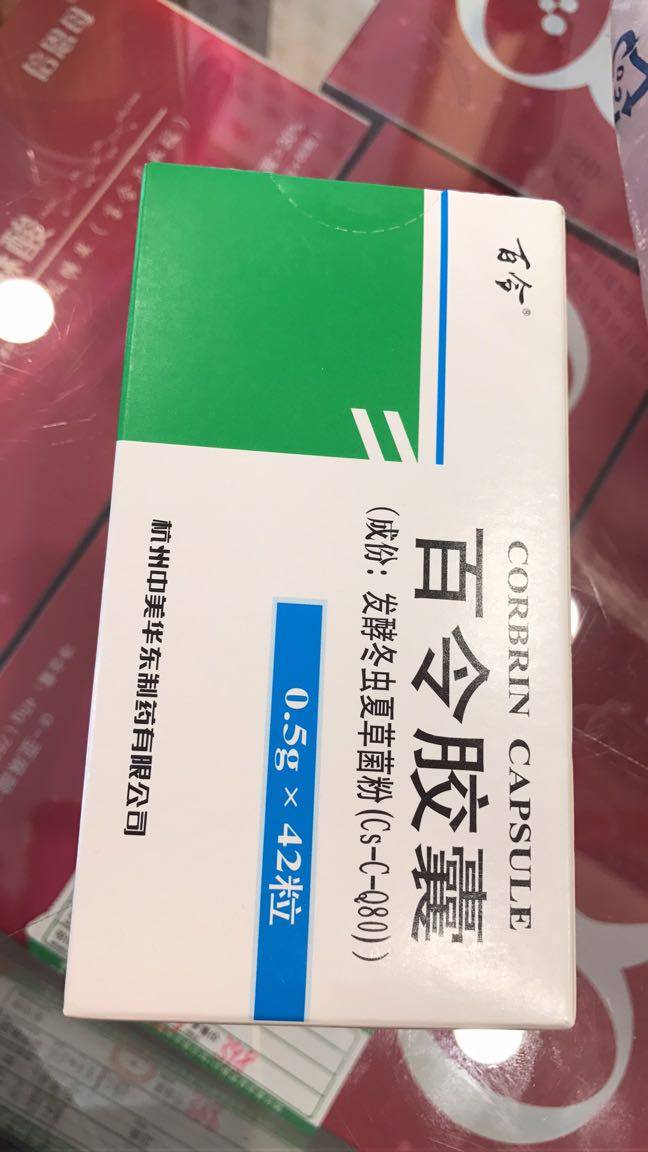 百令®
CORBRIN CAPSULE
百令胶囊
(成份：发酵冬虫夏草菌粉(Cs-C-Q80))
0.5g × 42粒
杭州中美华东制药有限公司